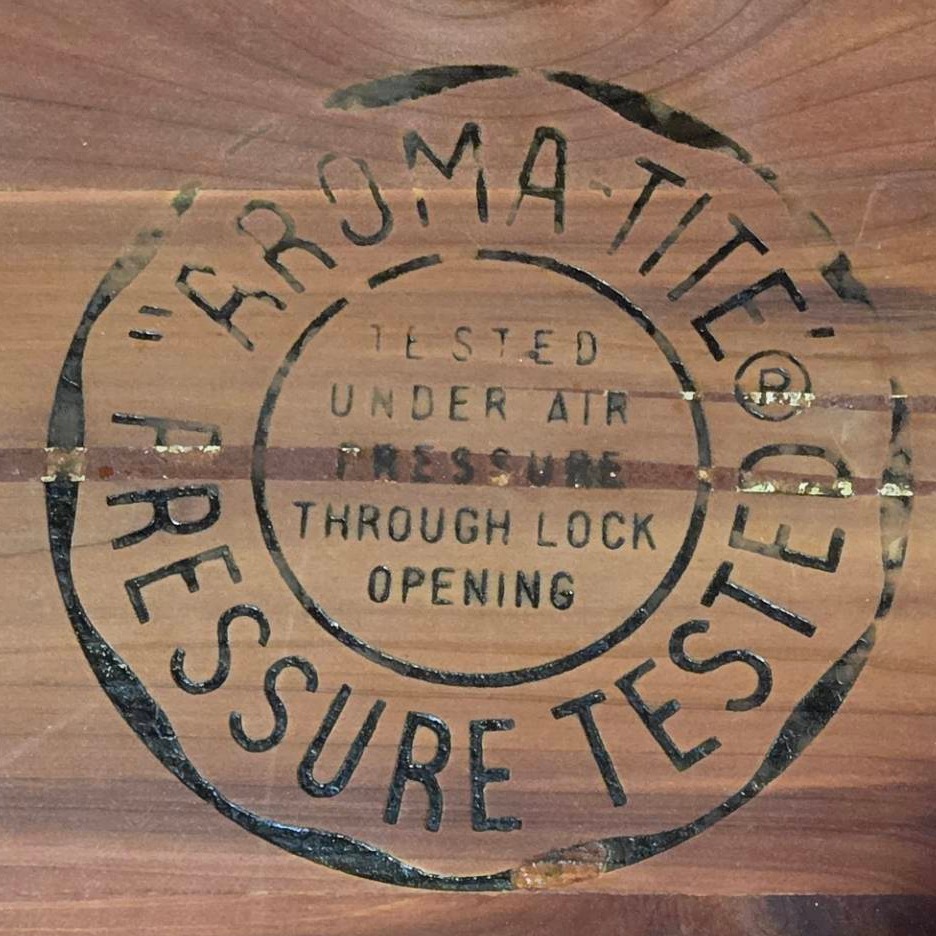 "AROMA-TITE"®
PRESSURE TESTED
TESTED
UNDER AIR
PRESSURE
THROUGH LOCK
OPENING